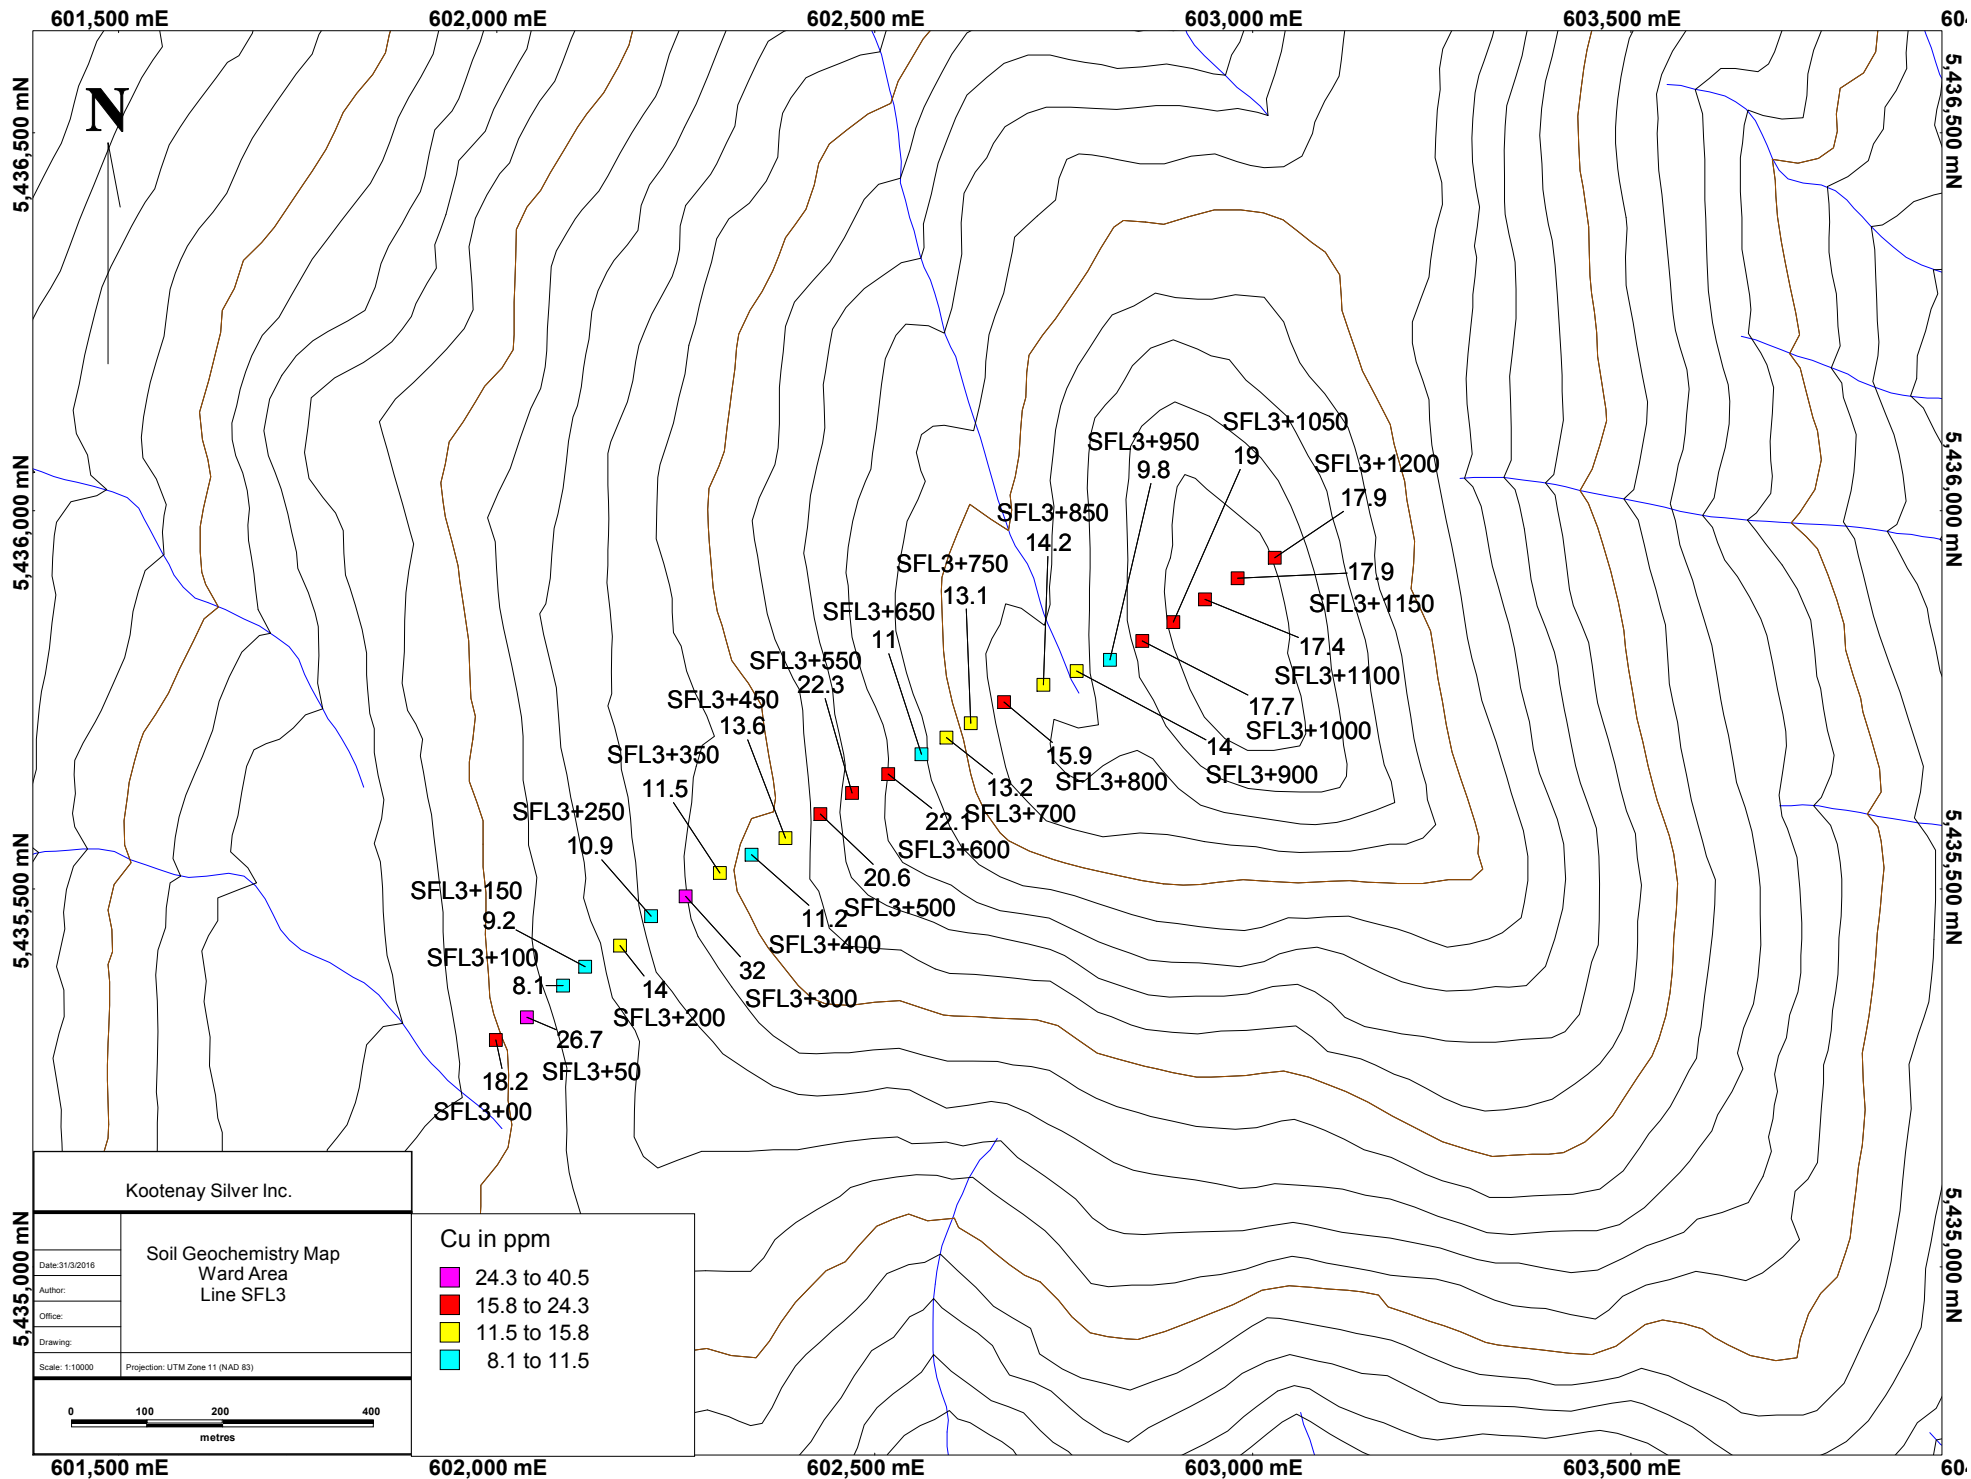 601,500 mE
602,000 mE
602,500 mE
603,000 mE
603,500 mE
604
5,436,500 mN
5,436,500 mN
N
SFL3+1050
19
SFL3+950
9.8
SFL3+1200
17.9
5,436,000 mN
5,436,000 mN
SFL3+850
14.2
SFL3+750
13.1
17.9
SFL3+1150
SFL3+650
11
17.4
SFL3+1100
SFL3+550
22.3
17.7
SFL3+1000
SFL3+450
13.6
14
SFL3+900
SFL3+350
11.5
15.9
SFL3+800
13.2
SFL3+700
SFL3+250
10.9
22.1
SFL3+600
20.6
SFL3+500
5,435,500 mN
5,435,500 mN
SFL3+150
9.2
11.2
SFL3+400
SFL3+100
8.1
32
SFL3+300
14
SFL3+200
26.7
SFL3+50
18.2
SFL3+00
5,435,000 mN
5,435,000 mN
Kootenay Silver Inc.
Soil Geochemistry Map
Ward Area
Line SFL3
Date:31/3/2016
Author:
Office:
Drawing:
Scale: 1:10000
Projection: UTM Zone 11 (NAD 83)
0 100 200 400
metres
Cu in ppm
24.3 to 40.5
15.8 to 24.3
11.5 to 15.8
8.1 to 11.5
601,500 mE
602,000 mE
602,500 mE
603,000 mE
603,500 mE
604